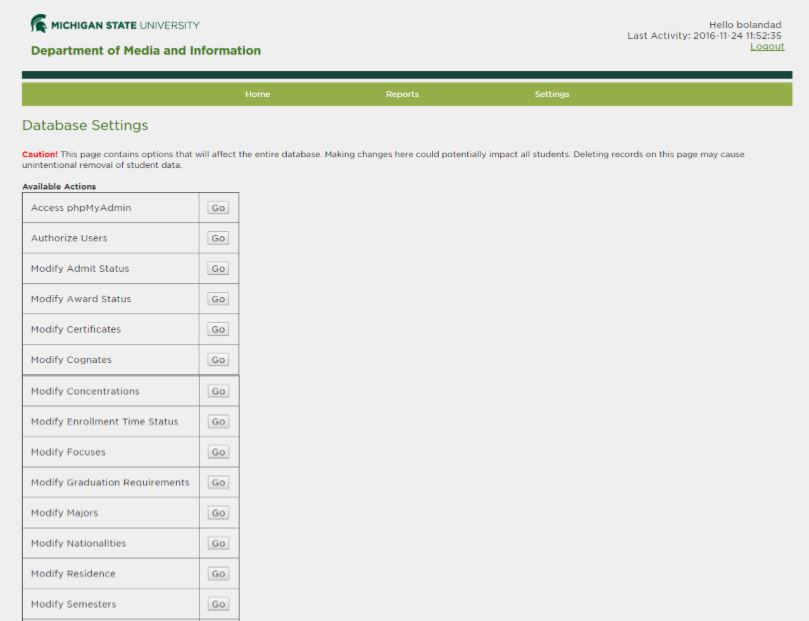 MICHIGAN STATE UNIVERSITY
Department of Media and Information
Hello bolandad
Last Activity: 2016-11-24 11:52:35
Logout
Home Reports Settings
Database Settings
Caution! This page contains options that will affect the entire database. Making changes here could potentially impact all students. Deleting records on this page may cause
unintentional removal of student data.
Available Actions
Access phpMyAdmin Go
Authorize Users Go
Modify Admit Status Go
Modify Award Status Go
Modify Certificates Go
Modify Cognates Go
Modify Concentrations Go
Modify Enrollment Time Status Go
Modify Focuses Go
Modify Graduation Requirements Go
Modify Majors Go
Modify Nationalities Go
Modify Residence Go
Modify Semesters Go